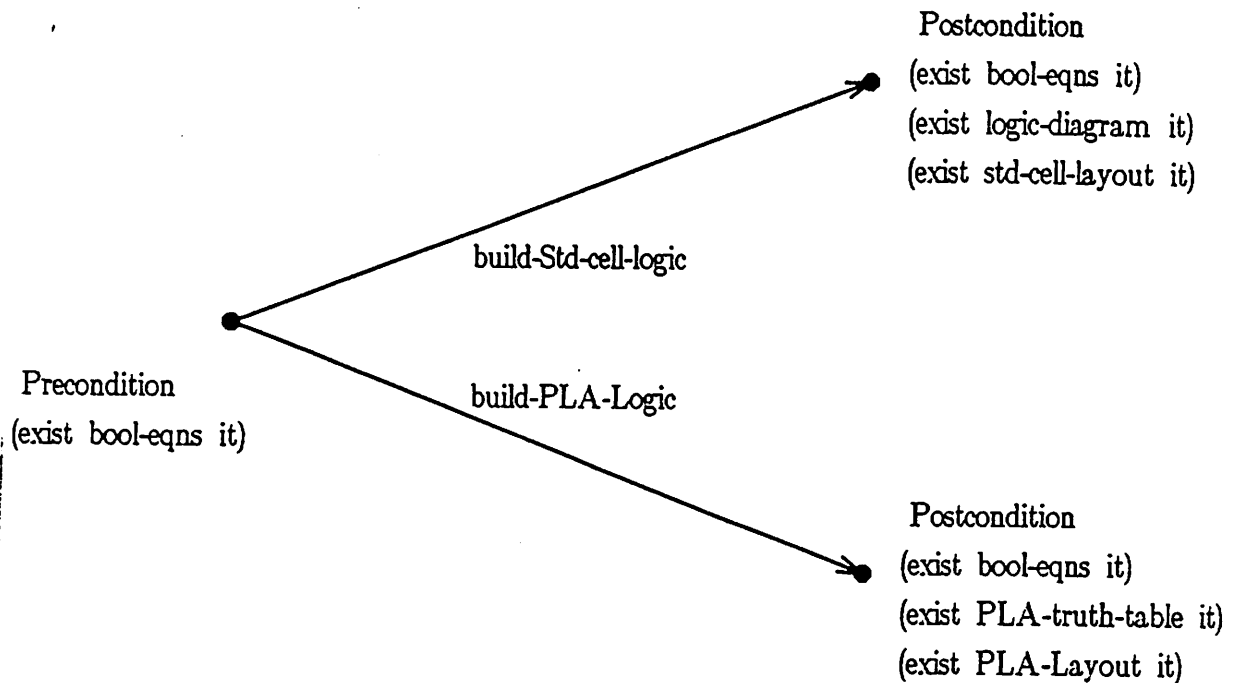 Postcondition
(exist bool-eqns it)
(exist logic-diagram it)
(exist std-cell-layout it)
build-Std-cell-logic
Precondition
(exist bool-eqns it)
build-PLA-Logic
Postcondition
(exist bool-eqns it)
(exist PLA-truth-table it)
(exist PLA-Layout it)